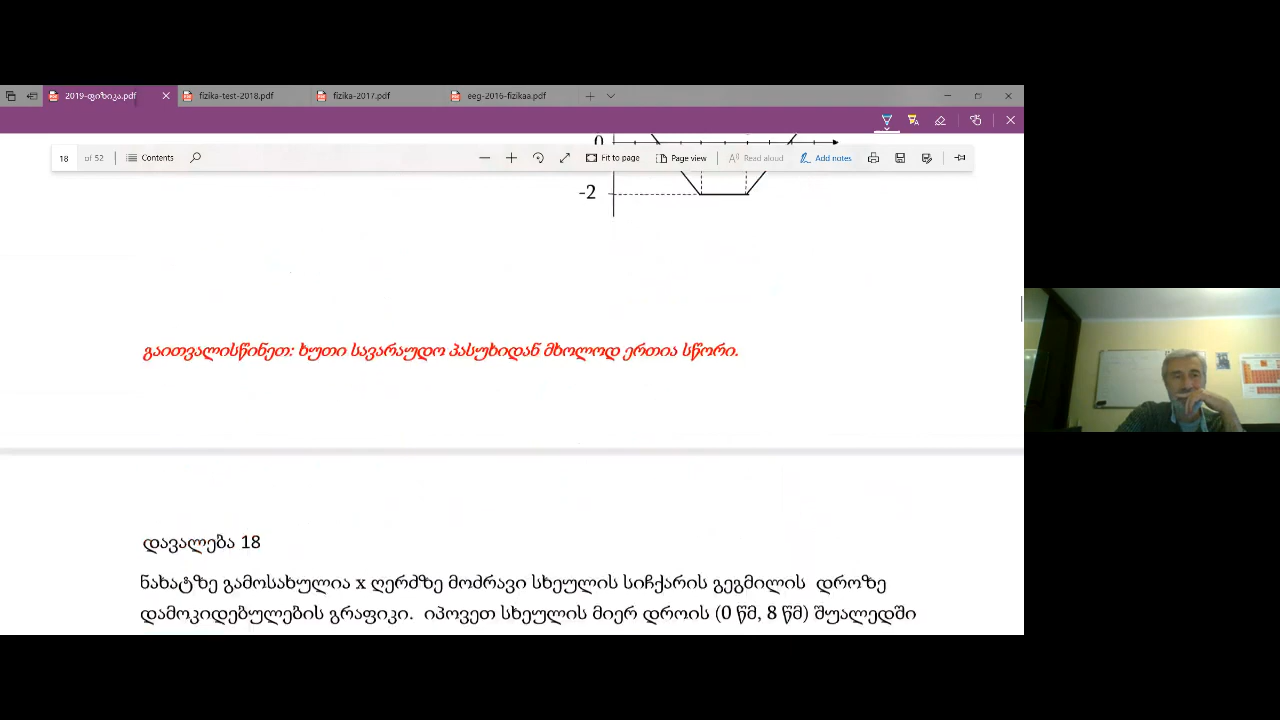 2019-ფიზიკა.pdf
fizika-test-2018.pdf
fizika-2017.pdf
eeg-2016-fizikaa.pdf
0
18 of 52
Contents
Fit to page
Page view
Read aloud
Add notes
-2
გაითვალისწინეთ: ხუთი სავარაუდო პასუხიდან მხოლოდ ერთია სწორი.
დავალება 18
ნახატზე გამოსახულია x ღერძზე მოძრავი სხეულის სიჩქარის გეგმილის დროზე
დამოკიდებულების გრაფიკი. იპოვეთ სხეულის მიერ დროის (0 წმ, 8 წმ) შუალედში